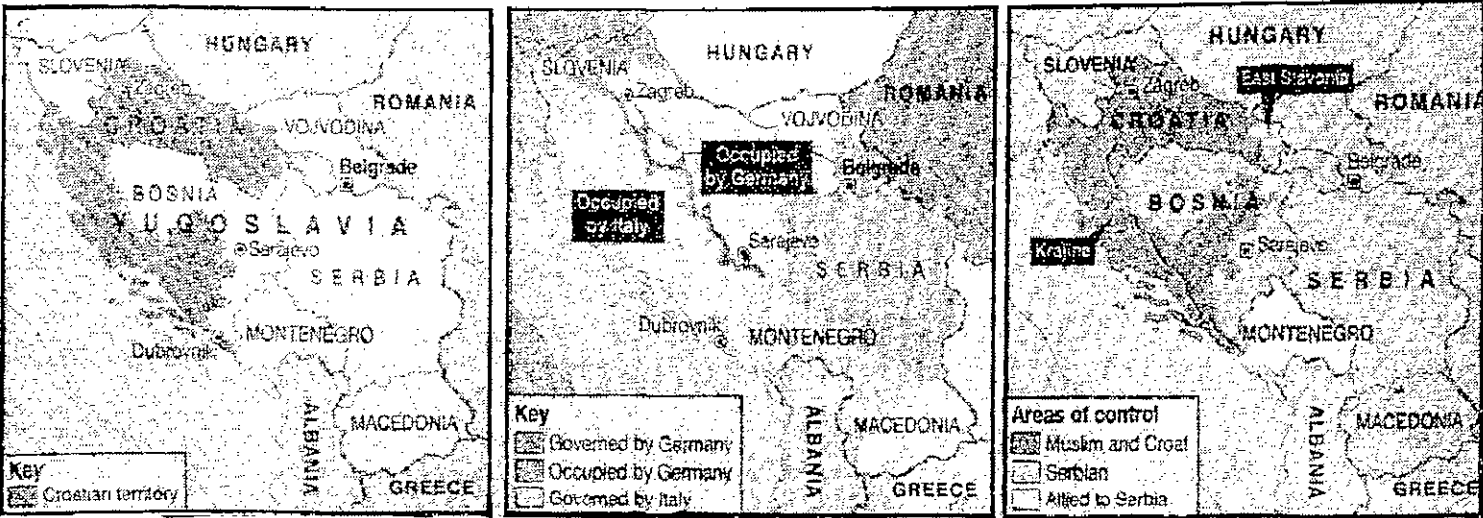 HUNGARY
SLOVENIA
Zagreb
ROMANIA
CROATIA
VOJVODINA
Belgrade
BOSNIA
YUGOSLAVIA
Sarajevo
SERBIA
MONTENEGRO
Dubrovnik
ALBANIA
MACEDONIA
GREECE
Key
Croatian territory
HUNGARY
SLOVENIA
Zagreb
ROMANIA
VOJVODINA
Occupied
by Germany
Belgrade
Occupied
by Italy
Sarajevo
SERBIA
Dubrovnik
MONTENEGRO
ALBANIA
MACEDONIA
GREECE
Key
Governed by Germany
Occupied by Germany
Governed by Italy
HUNGARY
SLOVENIA
East Slavonia
Zagreb
ROMANIA
CROATIA
Belgrade
BOSNIA
Krajina
Sarajevo
SERBIA
MONTENEGRO
ALBANIA
MACEDONIA
GREECE
Areas of control
Muslim and Croat
Serbian
Allied to Serbia